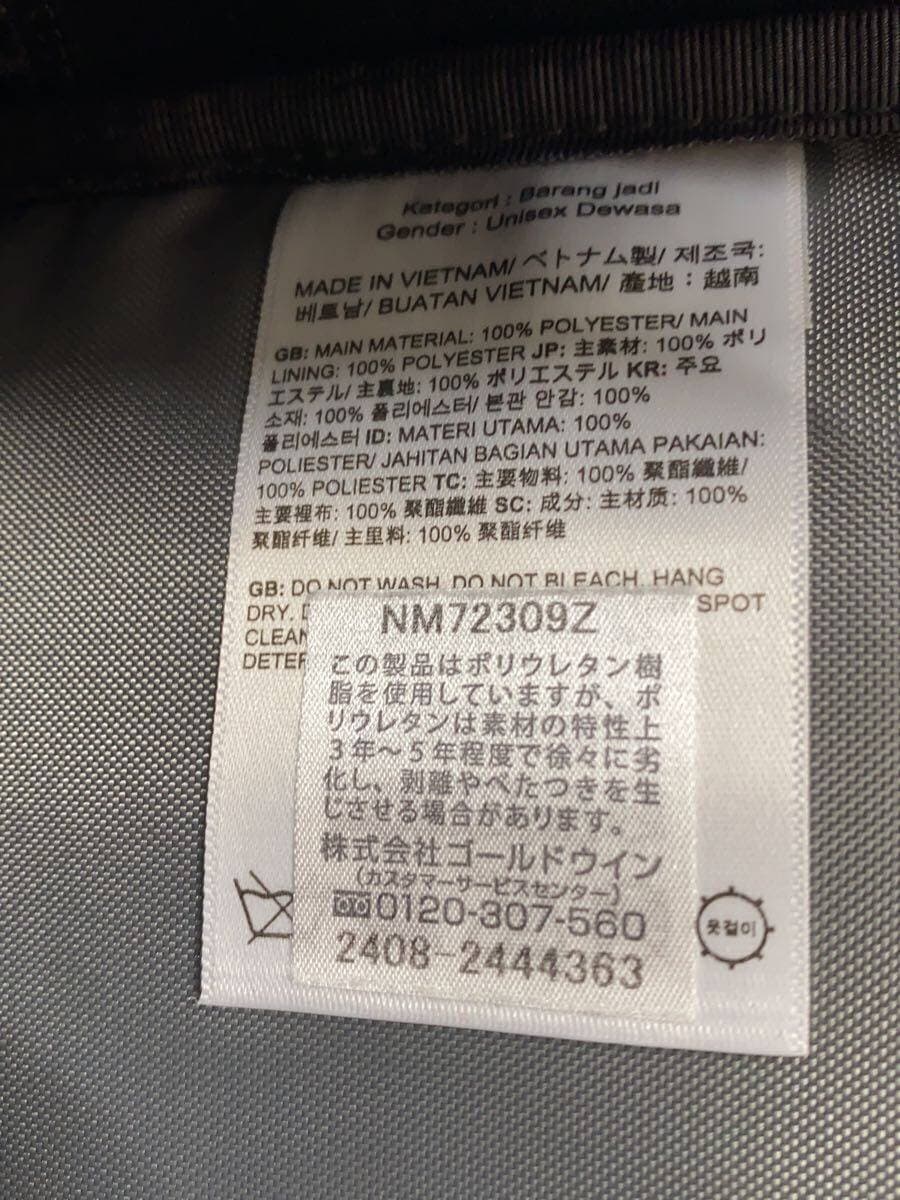 Kategori : Barang jadi
Gender : Unisex Dewasa
MADE IN VIETNAM/ ベトナム製/ 제조국:
베트남/ BUATAN VIETNAM/ 產地：越南
GB: MAIN MATERIAL: 100% POLYESTER/ MAIN
LINING: 100% POLYESTER JP: 主素材: 100% ポリ
エステル/ 主裏地: 100% ポリエステル KR: 주요
소재: 100% 폴리에스터/ 본판 안감: 100%
폴리에스터 ID: MATERI UTAMA: 100%
POLIESTER/ JAHITAN BAGIAN UTAMA PAKAIAN:
100% POLIESTER TC: 主要物料: 100% 聚酯纖維/
主要裡布: 100% 聚酯纖維 SC: 成分: 主材质: 100%
聚酯纤维/ 主里料: 100% 聚酯纤维
GB: DO NOT WASH. DO NOT BLEACH. HANG
DRY. SPOT
NM72309Z
この製品はポリウレタン樹
脂を使用していますが、ポ
リウレタンは素材の特性上
3年～5年程度で徐々に劣
化し、剥離やべたつきを生
じさせる場合があります。
株式会社ゴールドウイン
(カスタマーサービスセンター)
0120-307-560
2408-2444363
옷걸이